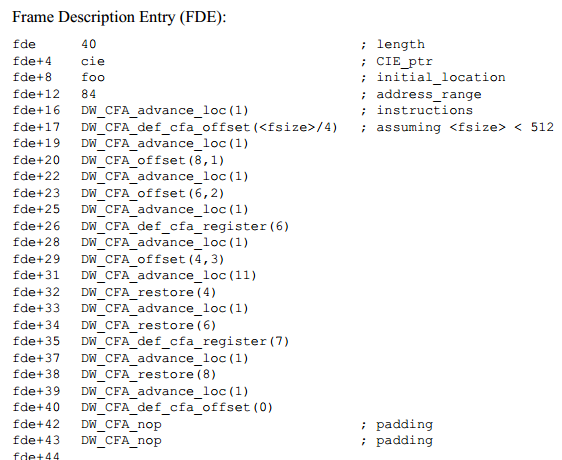 Frame Description Entry (FDE):
fde 40 ; length
fde+4 cie ; CIE_ptr
fde+8 foo ; initial_location
fde+12 84 ; address_range
fde+16 DW_CFA_advance_loc(1) ; instructions
fde+17 DW_CFA_def_cfa_offset(<fsize>/4) ; assuming <fsize> < 512
fde+19 DW_CFA_advance_loc(1)
fde+20 DW_CFA_offset(8,1)
fde+22 DW_CFA_advance_loc(1)
fde+23 DW_CFA_offset(6,2)
fde+25 DW_CFA_advance_loc(1)
fde+26 DW_CFA_def_cfa_register(6)
fde+28 DW_CFA_advance_loc(1)
fde+29 DW_CFA_offset(4,3)
fde+31 DW_CFA_advance_loc(11)
fde+32 DW_CFA_restore(4)
fde+33 DW_CFA_advance_loc(1)
fde+34 DW_CFA_restore(6)
fde+35 DW_CFA_def_cfa_register(7)
fde+37 DW_CFA_advance_loc(1)
fde+38 DW_CFA_restore(8)
fde+39 DW_CFA_advance_loc(1)
fde+40 DW_CFA_def_cfa_offset(0)
fde+42 DW_CFA_nop ; padding
fde+43 DW_CFA_nop ; padding
fde+44